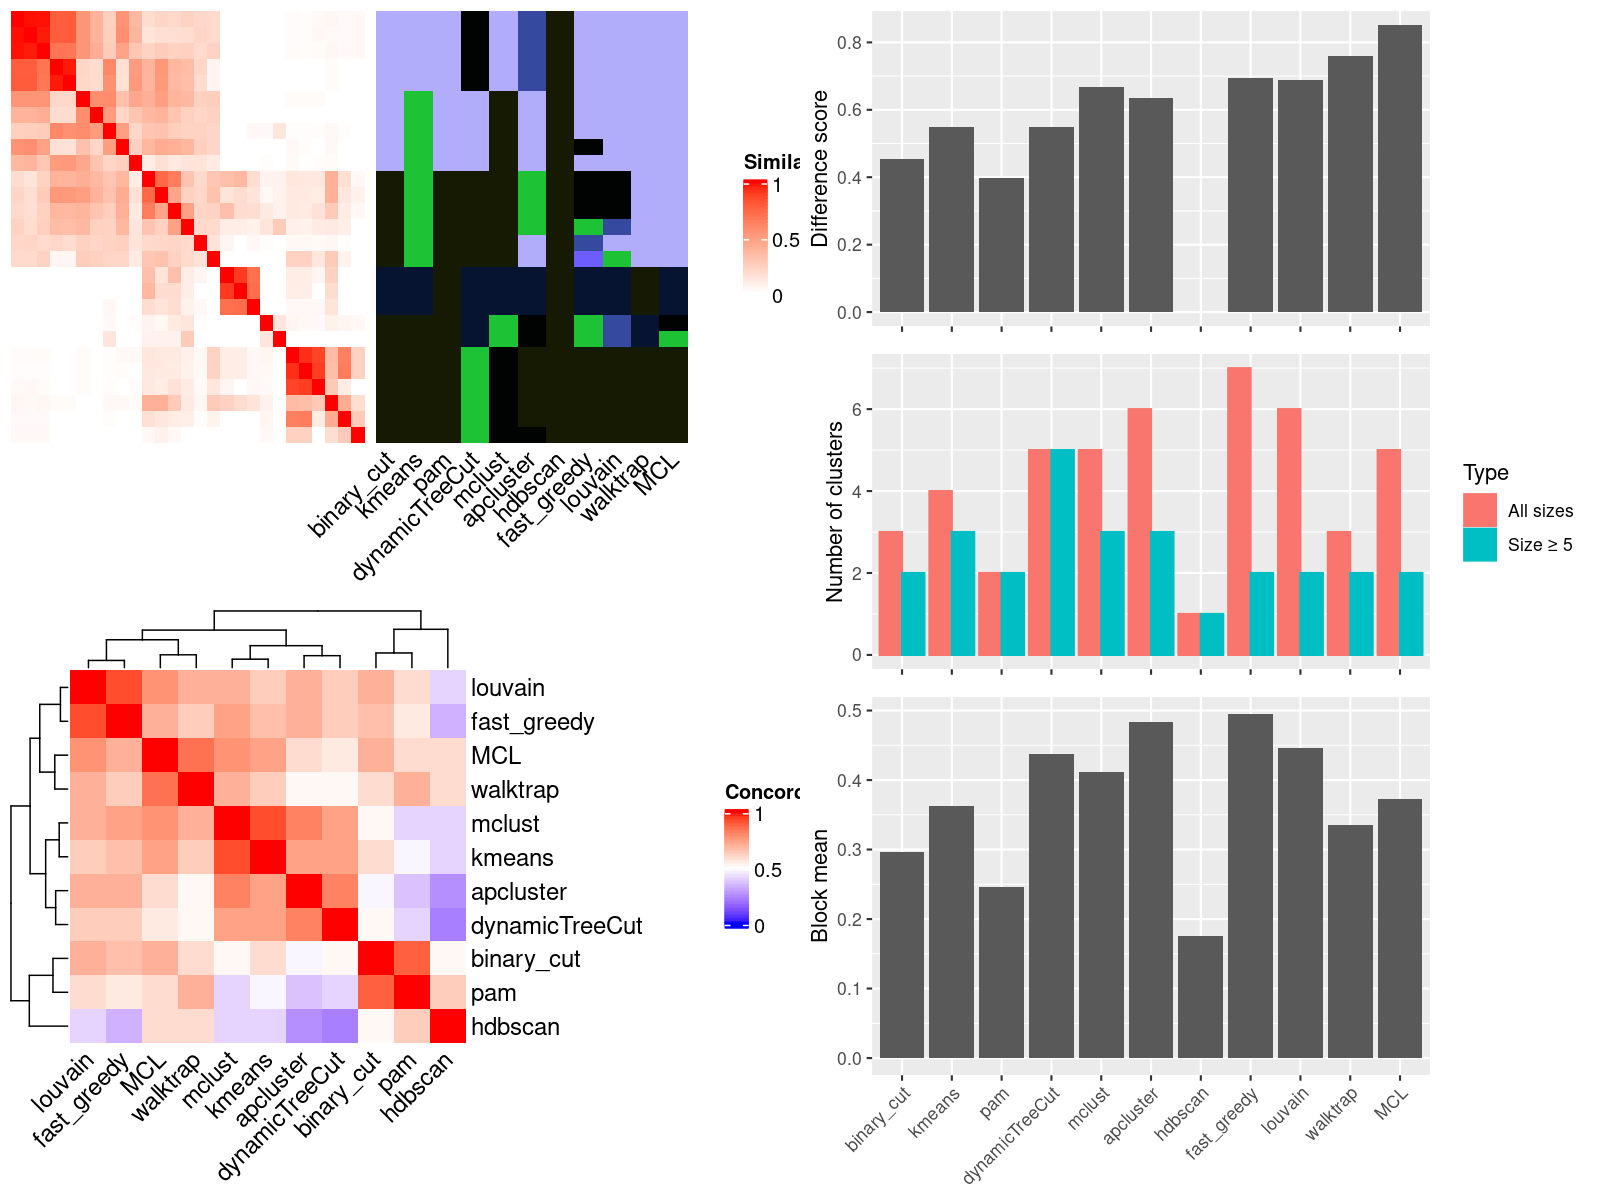 Simila
1
0.5
0
binary_cut
kmeans
pam
dynamicTreeCut
mclust
apcluster
hdbscan
fast_greedy
louvain
walktrap
MCL
louvain
fast_greedy
MCL
walktrap
mclust
kmeans
apcluster
dynamicTreeCut
binary_cut
pam
hdbscan
louvain
fast_greedy
MCL
walktrap
mclust
kmeans
apcluster
dynamicTreeCut
binary_cut
pam
hdbscan
Concord
1
0.5
0
Difference score
0.8
0.6
0.4
0.2
0.0
Number of clusters
6
4
2
0
Type
All sizes
Size ≥ 5
Block mean
0.5
0.4
0.3
0.2
0.1
0.0
binary_cut
kmeans
pam
dynamicTreeCut
mclust
apcluster
hdbscan
fast_greedy
louvain
walktrap
MCL